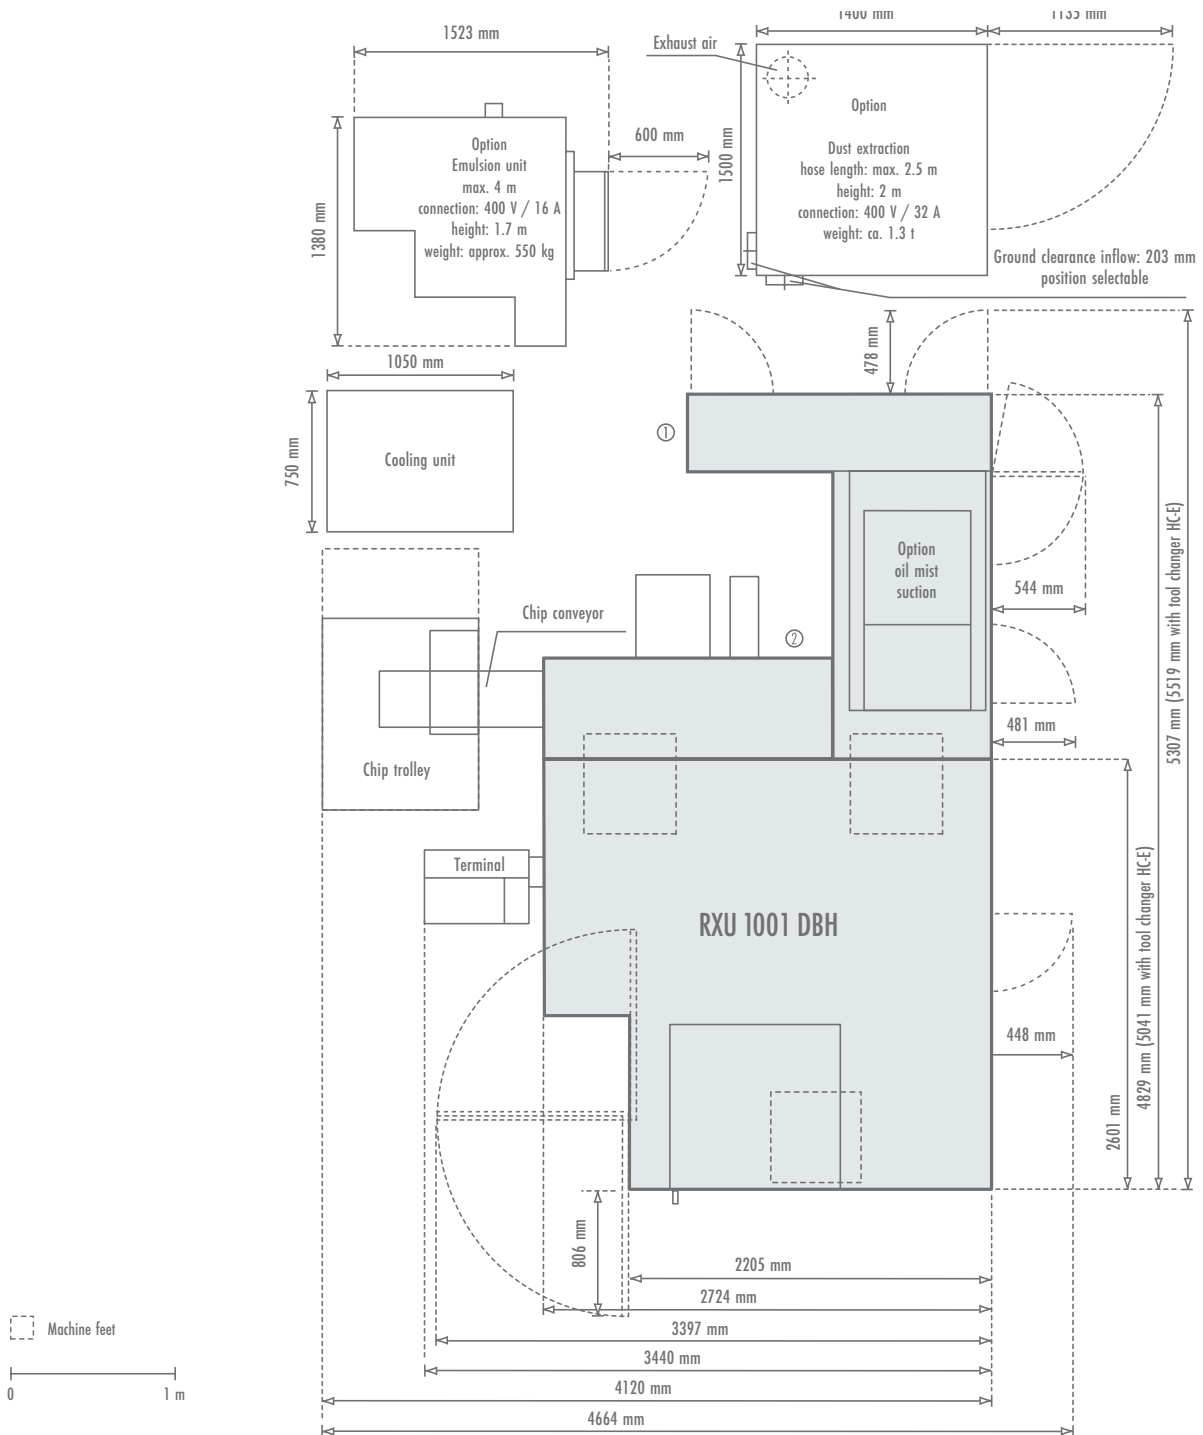 1523 mm
1400 mm
1135 mm
Exhaust air
Option
Emulsion unit
max. 4 m
connection: 400 V / 16 A
height: 1.7 m
weight: approx. 550 kg
600 mm
1380 mm
1500 mm
Option
Dust extraction
hose length: max. 2.5 m
height: 2 m
connection: 400 V / 32 A
weight: ca. 1.3 t
Ground clearance inflow: 203 mm
position selectable
478 mm
1050 mm
750 mm
Cooling unit
1
Option
oil mist
suction
544 mm
5307 mm (5519 mm with tool changer HC-E)
Chip conveyor
2
481 mm
Chip trolley
Terminal
RXU 1001 DBH
448 mm
2601 mm
4829 mm (5041 mm with tool changer HC-E)
806 mm
2205 mm
2724 mm
3397 mm
3440 mm
4120 mm
4664 mm
Machine feet
0
1 m